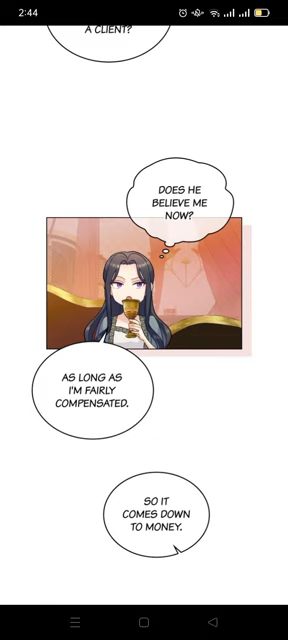 2:44
A CLIENT?
DOES HE
BELIEVE ME
NOW?
AS LONG AS
I'M FAIRLY
COMPENSATED.
SO IT
COMES DOWN
TO MONEY.